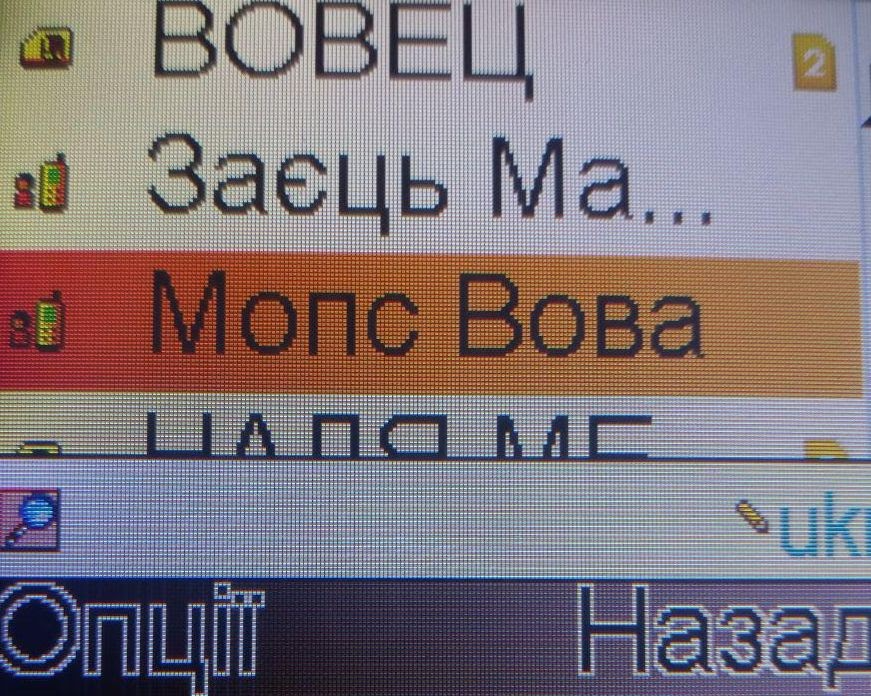 ВОВЕЦ
2
Заєць Ма...
Мопс Вова
Опції Назад